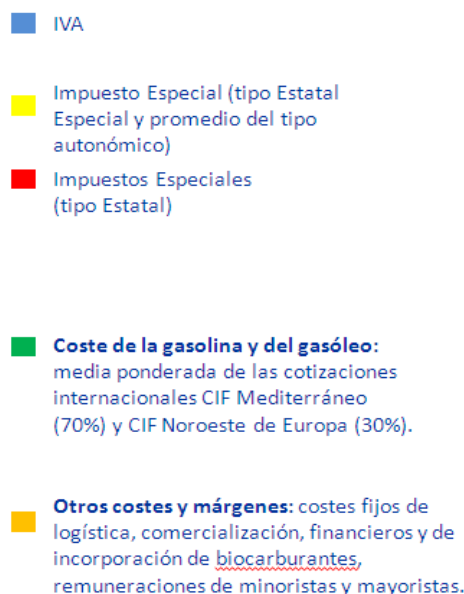 IVA
Impuesto Especial (tipo Estatal
Especial y promedio del tipo
autonómico)
Impuestos Especiales
(tipo Estatal)
Coste de la gasolina y del gasóleo:
media ponderada de las cotizaciones
internacionales CIF Mediterráneo
(70%) y CIF Noroeste de Europa (30%).
Otros costes y márgenes: costes fijos de
logística, comercialización, financieros y de
incorporación de biocarburantes,
remuneraciones de minoristas y mayoristas.